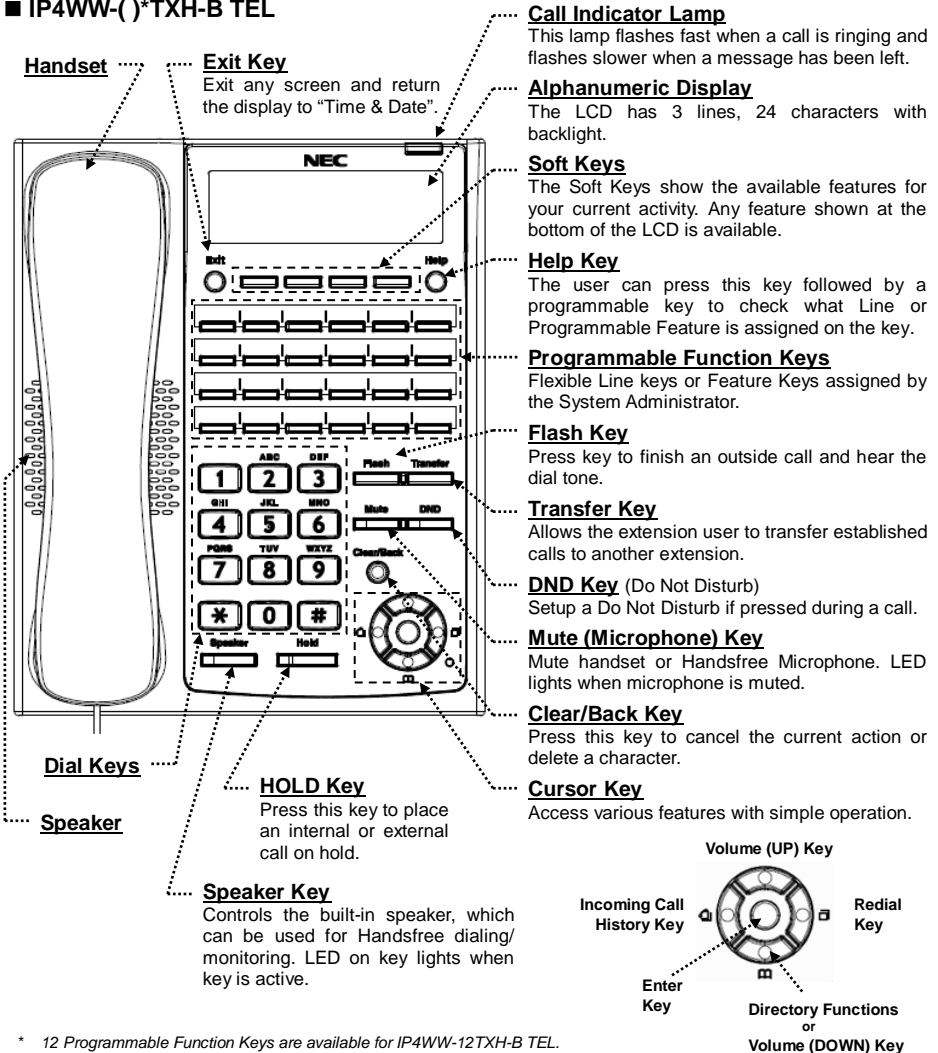 ■ IP4WW-( )*TXH-B TEL
Handset
Exit Key
Exit any screen and return
the display to “Time & Date”.
Call Indicator Lamp
This lamp flashes fast when a call is ringing and
flashes slower when a message has been left.
Alphanumeric Display
The LCD has 3 lines, 24 characters with
backlight.
Soft Keys
The Soft Keys show the available features for
your current activity. Any feature shown at the
bottom of the LCD is available.
Help Key
The user can press this key followed by a
programmable key to check what Line or
Programmable Feature is assigned on the key.
Programmable Function Keys
Flexible Line keys or Feature Keys assigned by
the System Administrator.
Flash Key
Press key to finish an outside call and hear the
dial tone.
Transfer Key
Allows the extension user to transfer established
calls to another extension.
DND Key (Do Not Disturb)
Setup a Do Not Disturb if pressed during a call.
Mute (Microphone) Key
Mute handset or Handsfree Microphone. LED
lights when microphone is muted.
Clear/Back Key
Press this key to cancel the current action or
delete a character.
Cursor Key
Access various features with simple operation.
NEC
Exit
Help
ABC DEF
1 2 3
GHI JKL MNO
4 5 6
PQRS TUV WXYZ
7 8 9
* 0 #
Flash Transfer
Mute DND
Clear/Back
Speaker Hold
Dial Keys
Speaker
HOLD Key
Press this key to place
an internal or external
call on hold.
Speaker Key
Controls the built-in speaker, which
can be used for Handsfree dialing/
monitoring. LED on key lights when
key is active.
Volume (UP) Key
Incoming Call
History Key
Redial
Key
Enter
Key
Directory Functions
or
Volume (DOWN) Key
* 12 Programmable Function Keys are available for IP4WW-12TXH-B TEL.